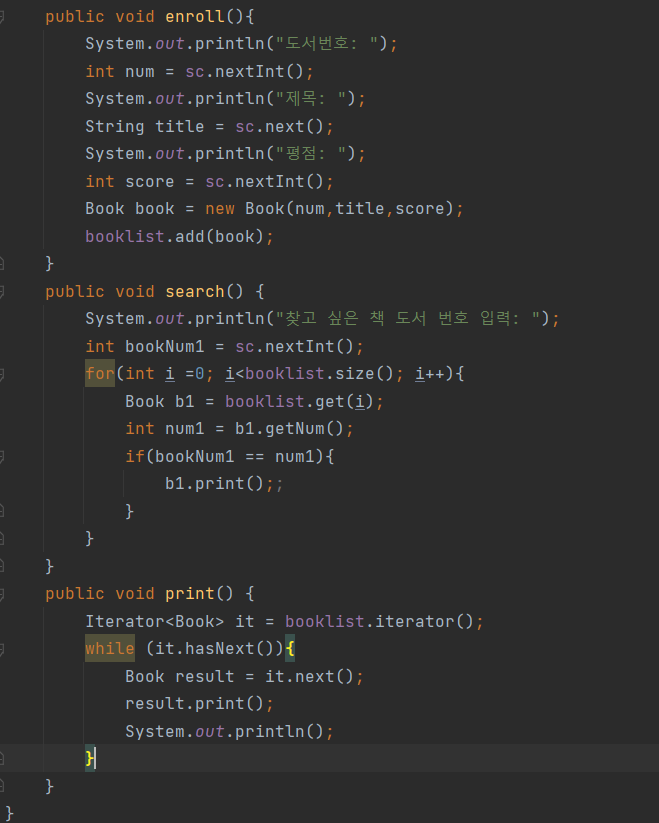 public void enroll(){
System.out.println("도서번호: ");
int num = sc.nextInt();
System.out.println("제목: ");
String title = sc.next();
System.out.println("평점: ");
int score = sc.nextInt();
Book book = new Book(num,title,score);
booklist.add(book);
}
public void search() {
System.out.println("찾고 싶은 책 도서 번호 입력: ");
int bookNum1 = sc.nextInt();
for(int i =0; i<booklist.size(); i++){
Book b1 = booklist.get(i);
int num1 = b1.getNum();
if(bookNum1 == num1){
b1.print();;
}
}
}
public void print() {
Iterator<Book> it = booklist.iterator();
while (it.hasNext()){
Book result = it.next();
result.print();
System.out.println();
}
}
}